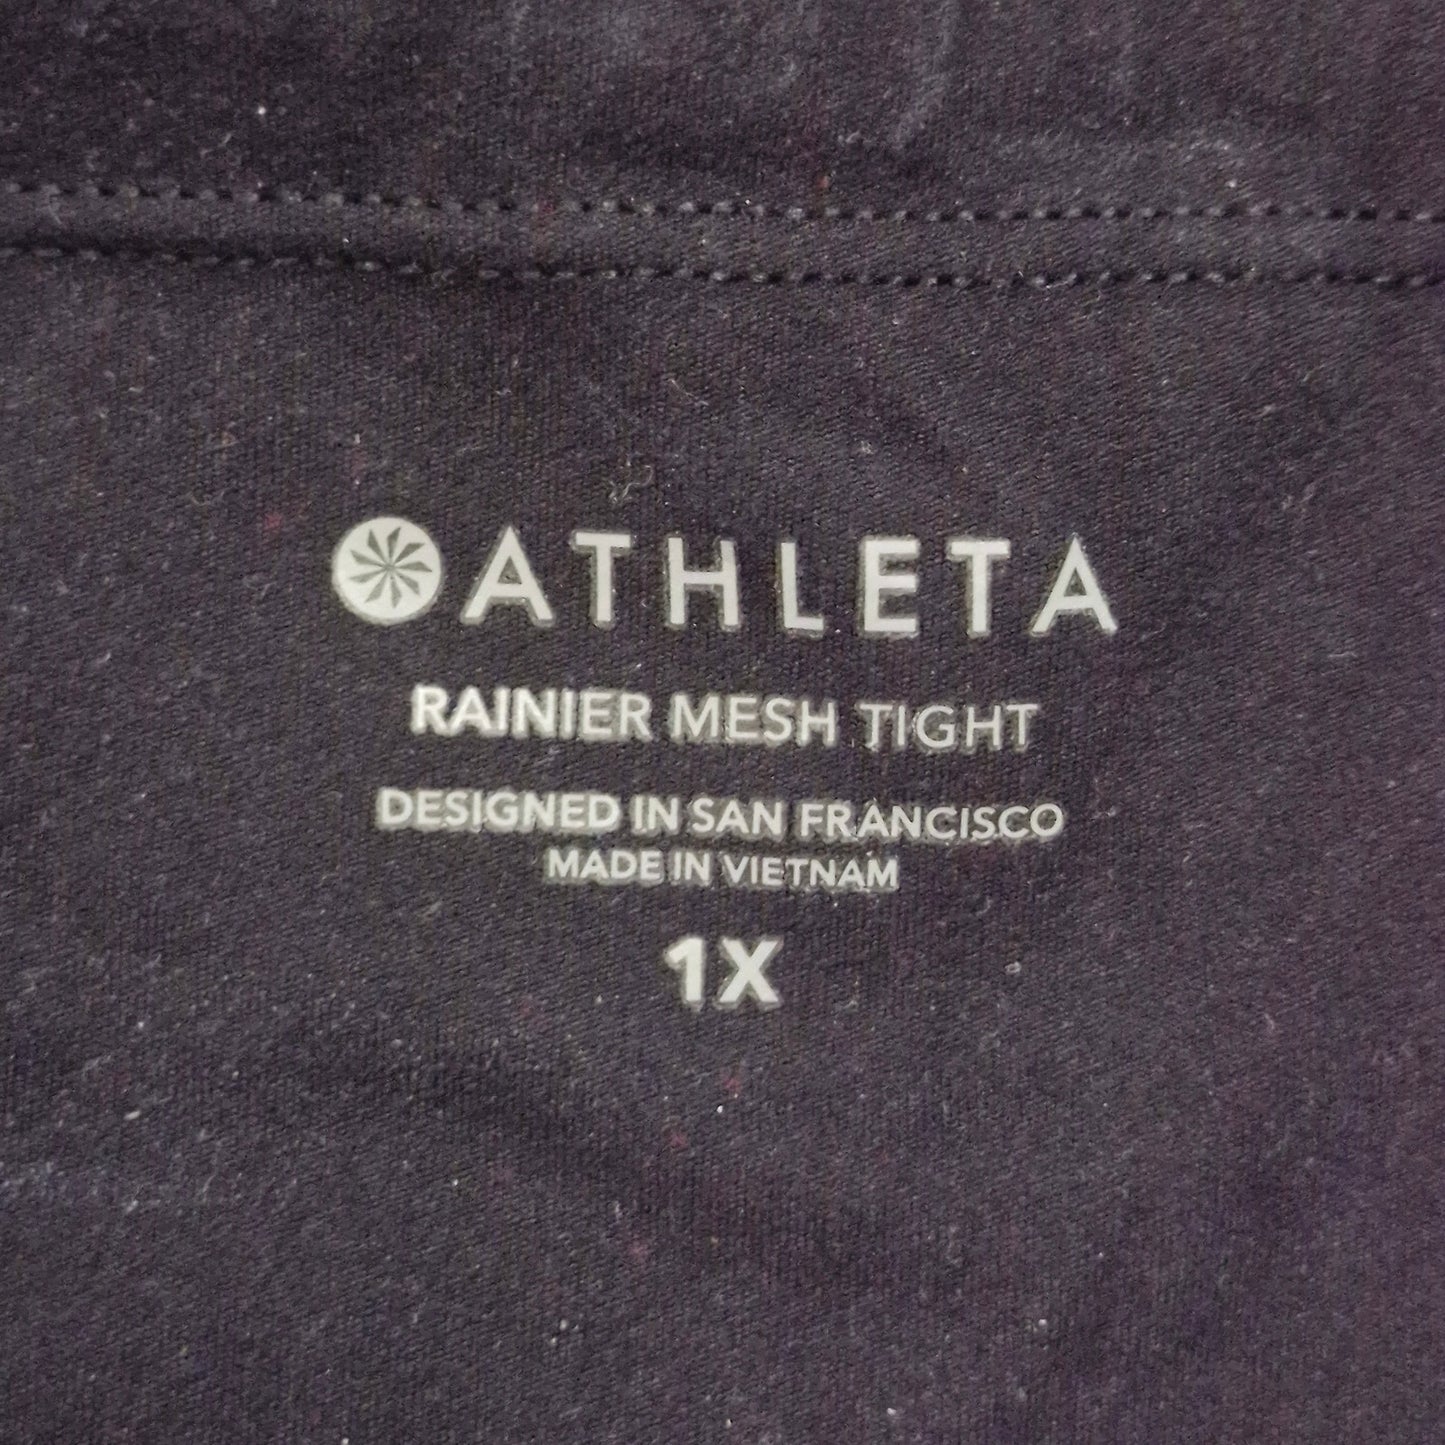 ATHLETA
RAINIER MESH TIGHT
DESIGNED IN SAN FRANCISCO
MADE IN VIETNAM
1X